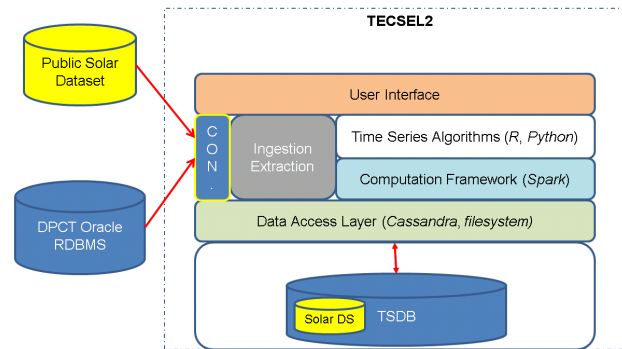 TECSEL2
Public Solar
Dataset
User Interface
C
O
N
.
Ingestion
Extraction
Time Series Algorithms (R, Python)
Computation Framework (Spark)
DPCT Oracle
RDBMS
Data Access Layer (Cassandra, filesystem)
Solar DS
TSDB